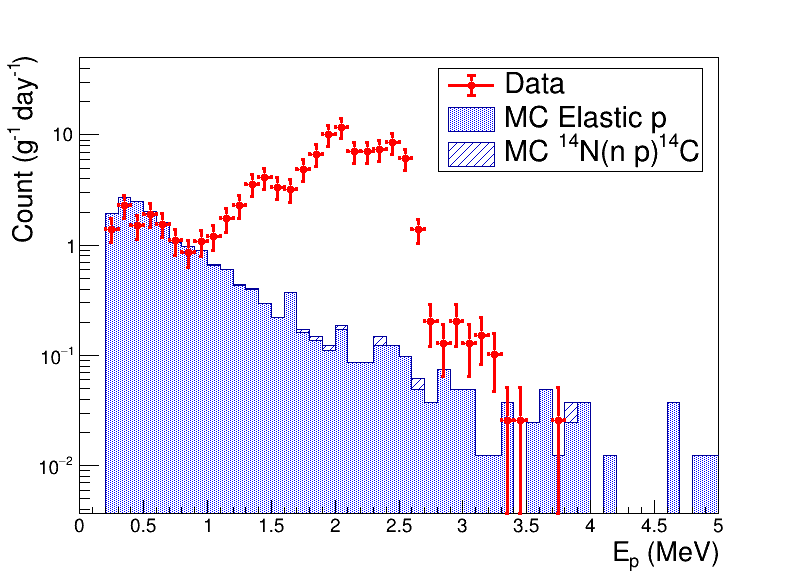 Count (g⁻¹ day⁻¹)
10
1
10⁻¹
10⁻²
Data
MC Elastic p
MC ¹⁴N(n p)¹⁴C
0 0.5 1 1.5 2 2.5 3 3.5 4 4.5 5
Eₚ (MeV)